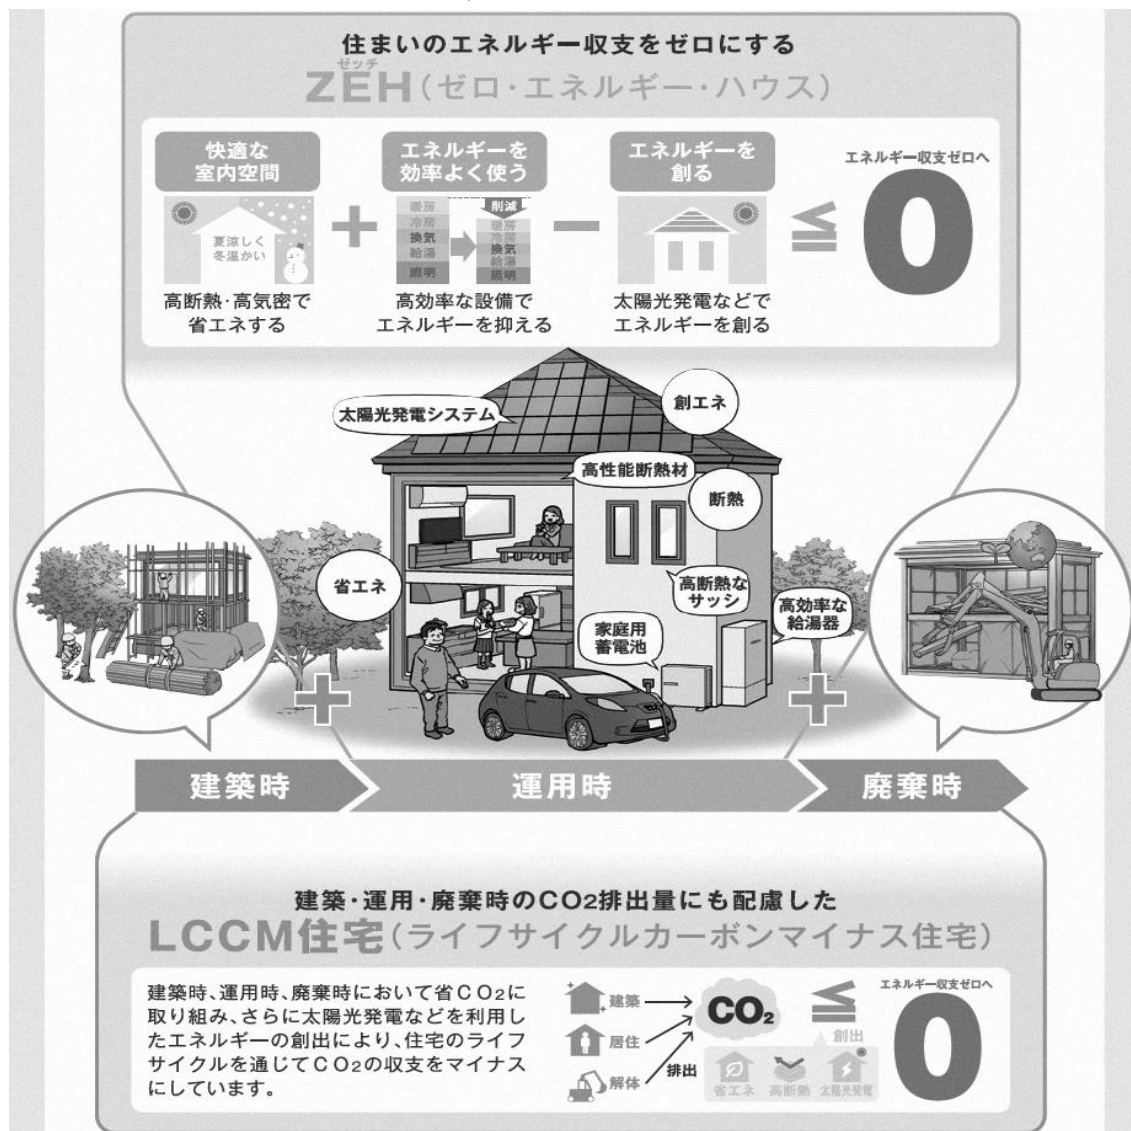 住まいのエネルギー収支をゼロにする
ゼッチ
ZEH(ゼロ・エネルギー・ハウス)
快適な
室内空間
夏涼しく
冬温かい
高断熱・高気密で
省エネする
+
エネルギーを
効率よく使う
暖房
冷房
換気
給湯
照明
削減
暖房
冷房
換気
給湯
照明
高効率な設備で
エネルギーを抑える
−
エネルギーを
創る
太陽光発電などで
エネルギーを創る
≦
エネルギー収支ゼロへ
0
太陽光発電システム
創エネ
高性能断熱材
断熱
省エネ
高断熱な
サッシ
高効率な
給湯器
家庭用
蓄電池
+
+
建築時
運用時
廃棄時
建築・運用・廃棄時のCO2排出量にも配慮した
LCCM住宅(ライフサイクルカーボンマイナス住宅)
建築時、運用時、廃棄時において省CO2に
取り組み、さらに太陽光発電などを利用し
たエネルギーの創出により、住宅のライフ
サイクルを通じてCO2の収支をマイナス
にしています。
建築
居住
解体
排出
CO2
≦
創出
省エネ
高断熱
太陽光発電
エネルギー収支ゼロへ
0